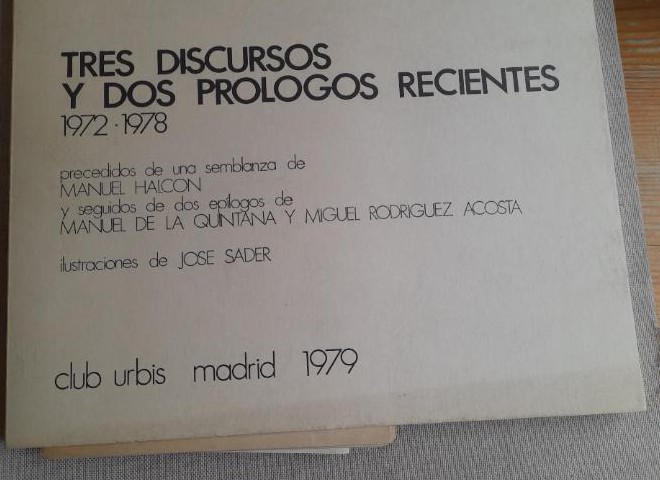 TRES DISCURSOS
Y DOS PROLOGOS RECIENTES
1972 · 1978
precedidos de una semblanza de
MANUEL HALCON
y seguidos de dos epílogos de
MANUEL DE LA QUINTANA Y MIGUEL RODRIGUEZ ACOSTA
ilustraciones de JOSE SADER
club urbis madrid 1979